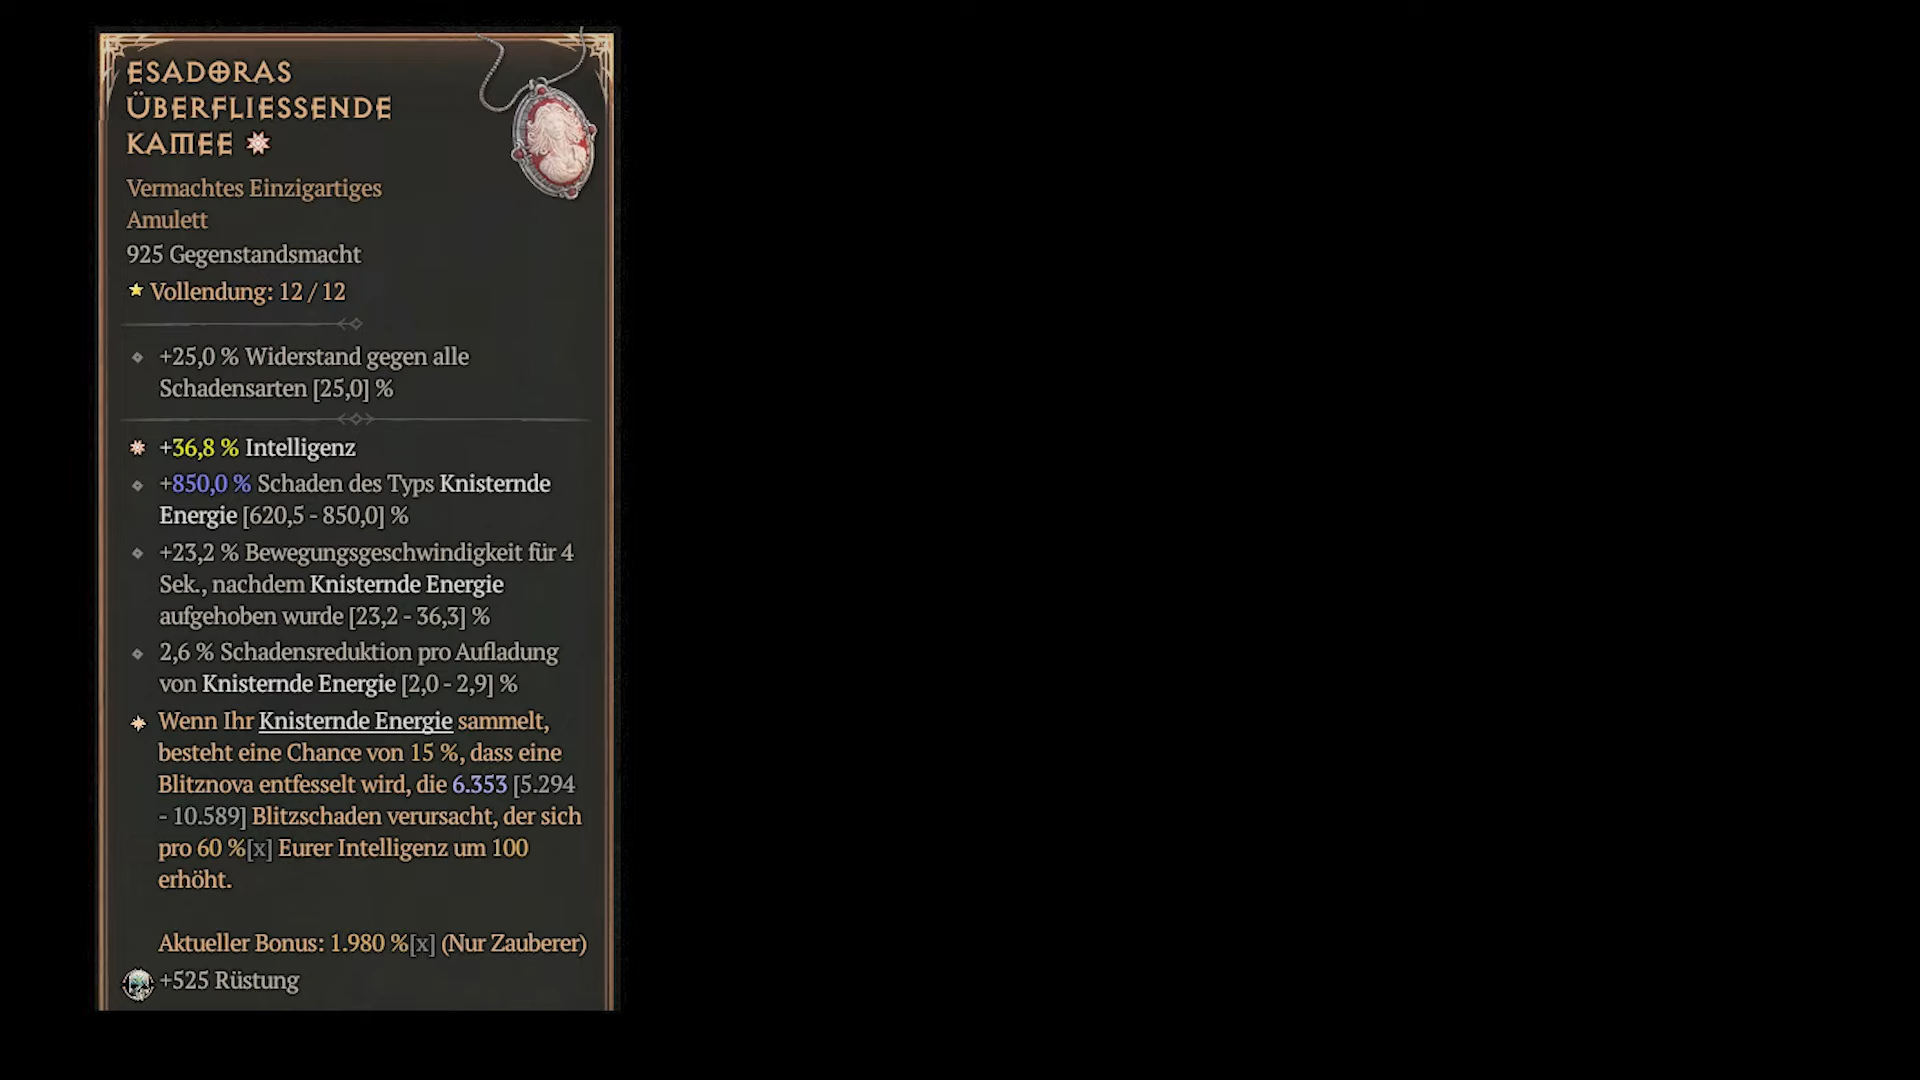 ESADORAS
ÜBERFLIESSENDE
KAMEE
Vermachtes Einzigartiges
Amulett
925 Gegenstandsmacht
Vollendung: 12 / 12
+25,0 % Widerstand gegen alle
Schadensarten [25,0] %
+36,8 % Intelligenz
+850,0 % Schaden des Typs Knisternde
Energie [620,5 - 850,0] %
+23,2 % Bewegungsgeschwindigkeit für 4
Sek., nachdem Knisternde Energie
aufgehoben wurde [23,2 - 36,3] %
2,6 % Schadensreduktion pro Aufladung
von Knisternde Energie [2,0 - 2,9] %
Wenn Ihr Knisternde Energie sammelt,
besteht eine Chance von 15 %, dass eine
Blitznova entfesselt wird, die 6.353 [5.294
- 10.589] Blitzschaden verursacht, der sich
pro 60 %[x] Eurer Intelligenz um 100
erhöht.
Aktueller Bonus: 1.980 %[x] (Nur Zauberer)
+525 Rüstung